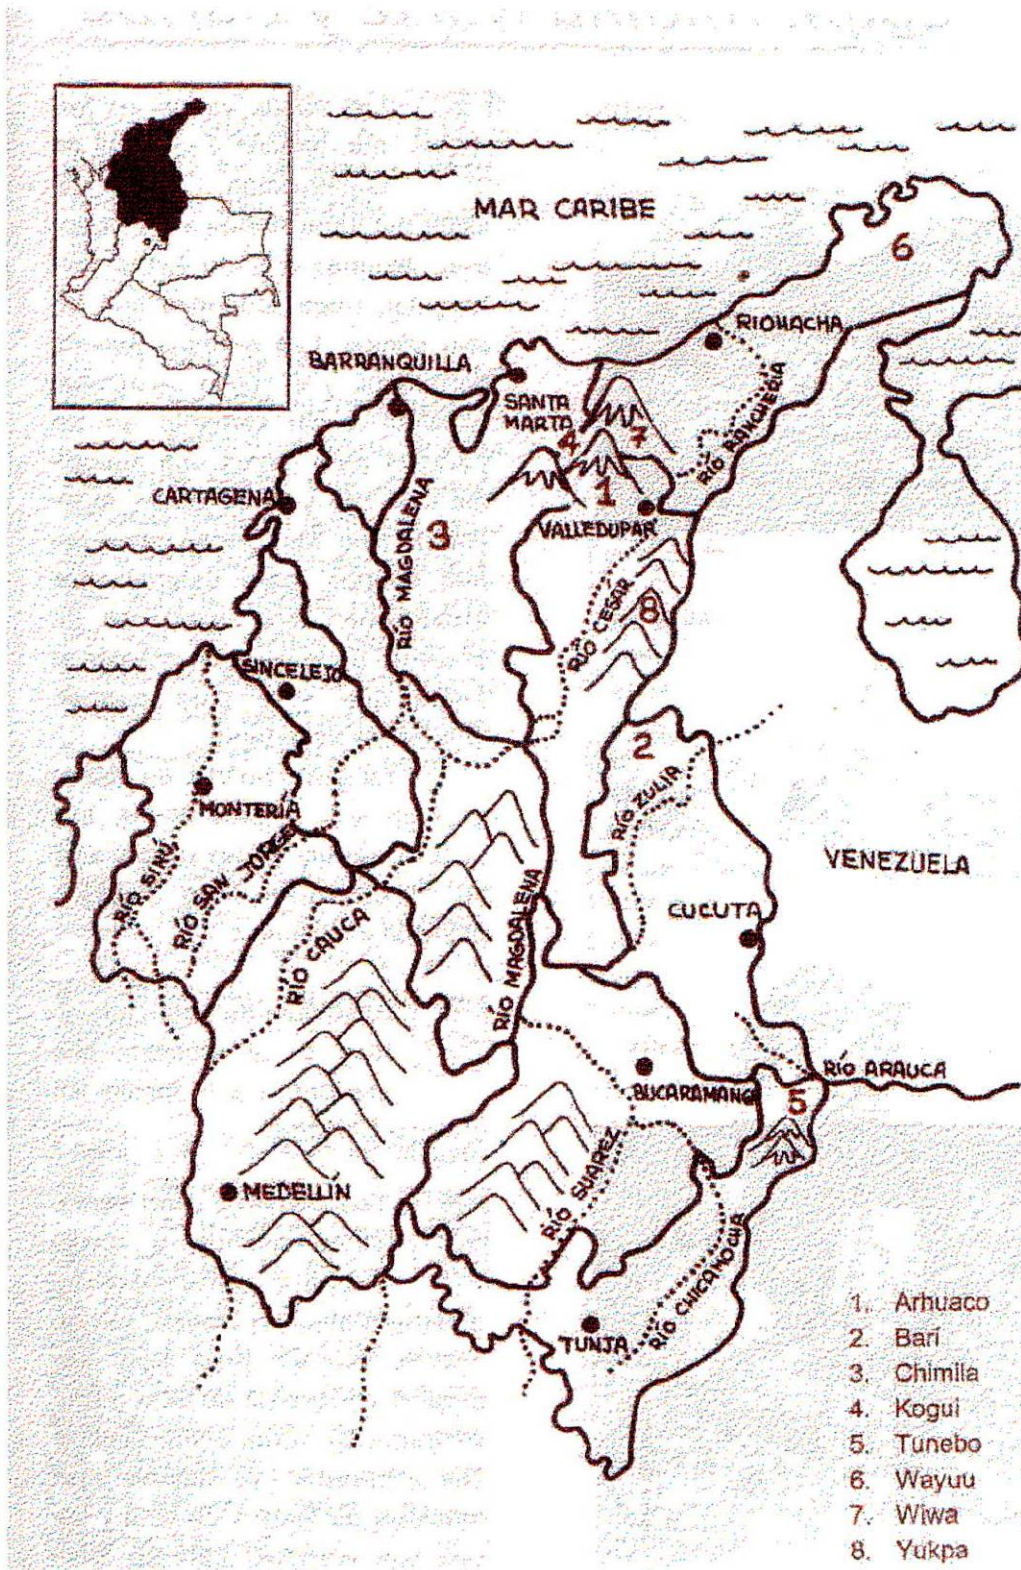 MAR CARIBE
6
RIOHACHA
BARRANQUILLA
SANTA
MARTA
RÍO RANCHERIA
4
7
1
CARTAGENA
RÍO MAGDALENA
3
VALLEDUPAR
RÍO CESAR
8
SINCELEJO
2
RÍO ZULIA
MONTERÍA
VENEZUELA
RÍO SINÚ
RÍO SAN JORGE
RÍO CAUCA
RÍO MAGDALENA
CUCUTA
RÍO ARAUCA
BUCARAMANGA
5
RÍO SUAREZ
MEDELLÍN
RÍO CHICAMOCHA
TUNJA
1. Arhuaco
2. Barí
3. Chimila
4. Kogui
5. Tunebo
6. Wayuu
7. Wiwa
8. Yukpa